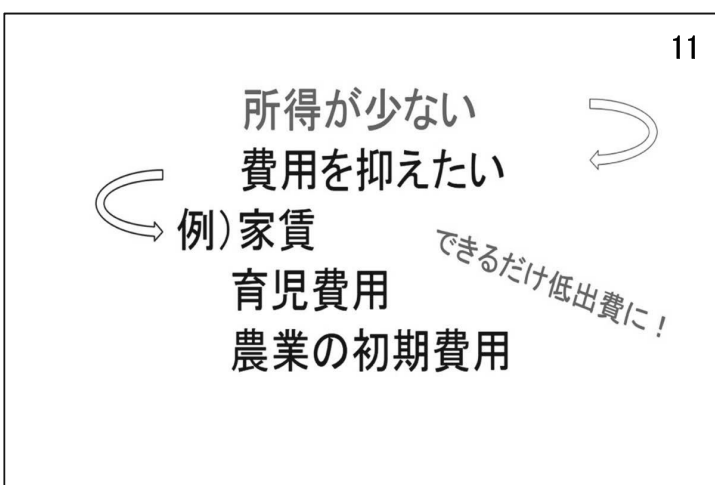 11
所得が少ない
費用を抑えたい
例)家賃
できるだけ低出費に！
育児費用
農業の初期費用